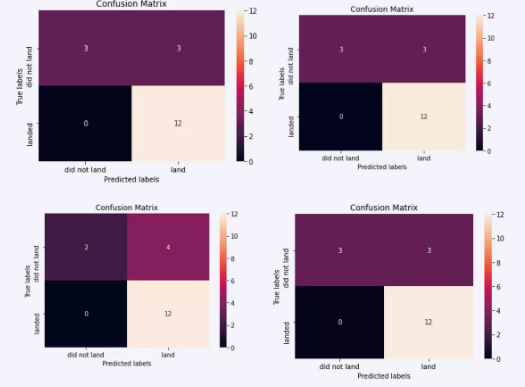 Confusion Matrix
True labels
did not land
landed
3 3
0 12
did not land land
Predicted labels
12
10
8
6
4
2
0
Confusion Matrix
True labels
did not land
landed
3 3
0 12
did not land land
Predicted labels
12
10
8
6
4
2
0
Confusion Matrix
True labels
did not land
landed
2 4
0 12
did not land land
Predicted labels
12
10
8
6
4
2
0
Confusion Matrix
True labels
did not land
landed
3 3
0 12
did not land land
Predicted labels
12
10
8
6
4
2
0